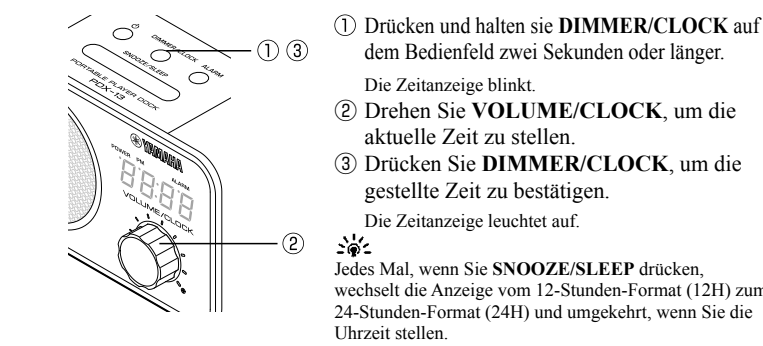 DIMMER/CLOCK
SNOOZE/SLEEP
ALARM
PORTABLE PLAYER DOCK
PDX-13
YAMAHA
POWER PM
ALARM
88:88
VOLUME/CLOCK
① ③
②
① Drücken und halten sie DIMMER/CLOCK auf
dem Bedienfeld zwei Sekunden oder länger.
Die Zeitanzeige blinkt.
② Drehen Sie VOLUME/CLOCK, um die
aktuelle Zeit zu stellen.
③ Drücken Sie DIMMER/CLOCK, um die
gestellte Zeit zu bestätigen.
Die Zeitanzeige leuchtet auf.
Jedes Mal, wenn Sie SNOOZE/SLEEP drücken,
wechselt die Anzeige vom 12-Stunden-Format (12H) zum
24-Stunden-Format (24H) und umgekehrt, wenn Sie die
Uhrzeit stellen.